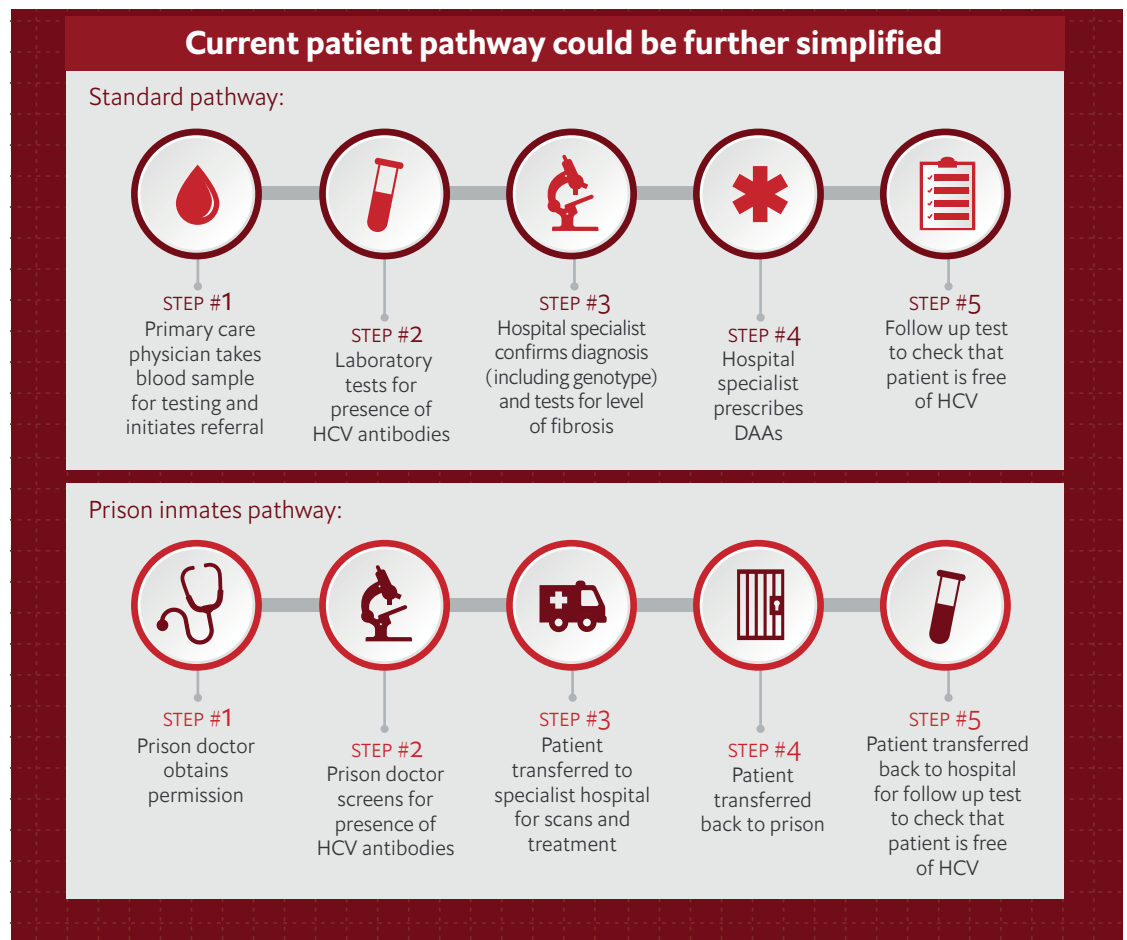 Current patient pathway could be further simplified
Standard pathway:
STEP #1
Primary care
physician takes
blood sample
for testing and
initiates referral
STEP #2
Laboratory
tests for
presence of
HCV antibodies
STEP #3
Hospital specialist
confirms diagnosis
(including genotype)
and tests for level
of fibrosis
STEP #4
Hospital
specialist
prescribes
DAAs
STEP #5
Follow up test
to check that
patient is free
of HCV
Prison inmates pathway:
STEP #1
Prison doctor
obtains
permission
STEP #2
Prison doctor
screens for
presence of
HCV antibodies
STEP #3
Patient
transferred to
specialist hospital
for scans and
treatment
STEP #4
Patient
transferred
back to prison
STEP #5
Patient transferred
back to hospital
for follow up test
to check that
patient is free
of HCV